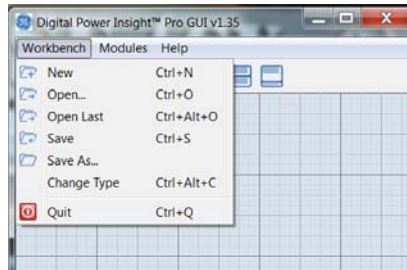 Digital Power Insight™ Pro GUI v1.35
Workbench Modules Help
New Ctrl+N
Open... Ctrl+O
Open Last Ctrl+Alt+O
Save Ctrl+S
Save As...
Change Type Ctrl+Alt+C
Quit Ctrl+Q